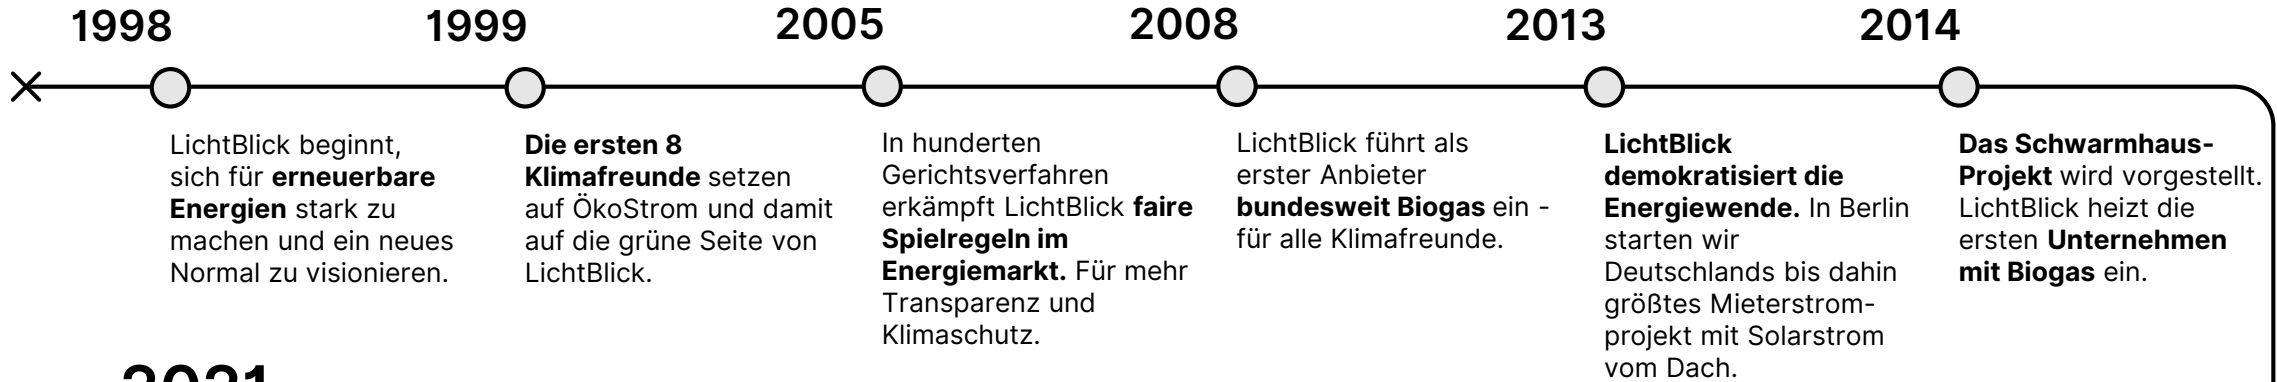 1998
LichtBlick beginnt,
sich für erneuerbare
Energien stark zu
machen und ein neues
Normal zu visionieren.
1999
Die ersten 8
Klimafreunde setzen
auf ÖkoStrom und damit
auf die grüne Seite von
LichtBlick.
2005
In hunderten
Gerichtsverfahren
erkämpft LichtBlick faire
Spielregeln im
Energiemarkt. Für mehr
Transparenz und
Klimaschutz.
2008
LichtBlick führt als
erster Anbieter
bundesweit Biogas ein -
für alle Klimafreunde.
2013
LichtBlick
demokratisiert die
Energiewende. In Berlin
starten wir
Deutschlands bis dahin
größtes Mieterstrom-
projekt mit Solarstrom
vom Dach.
2014
Das Schwarmhaus-
Projekt wird vorgestellt.
LichtBlick heizt die
ersten Unternehmen
mit Biogas ein.
2021